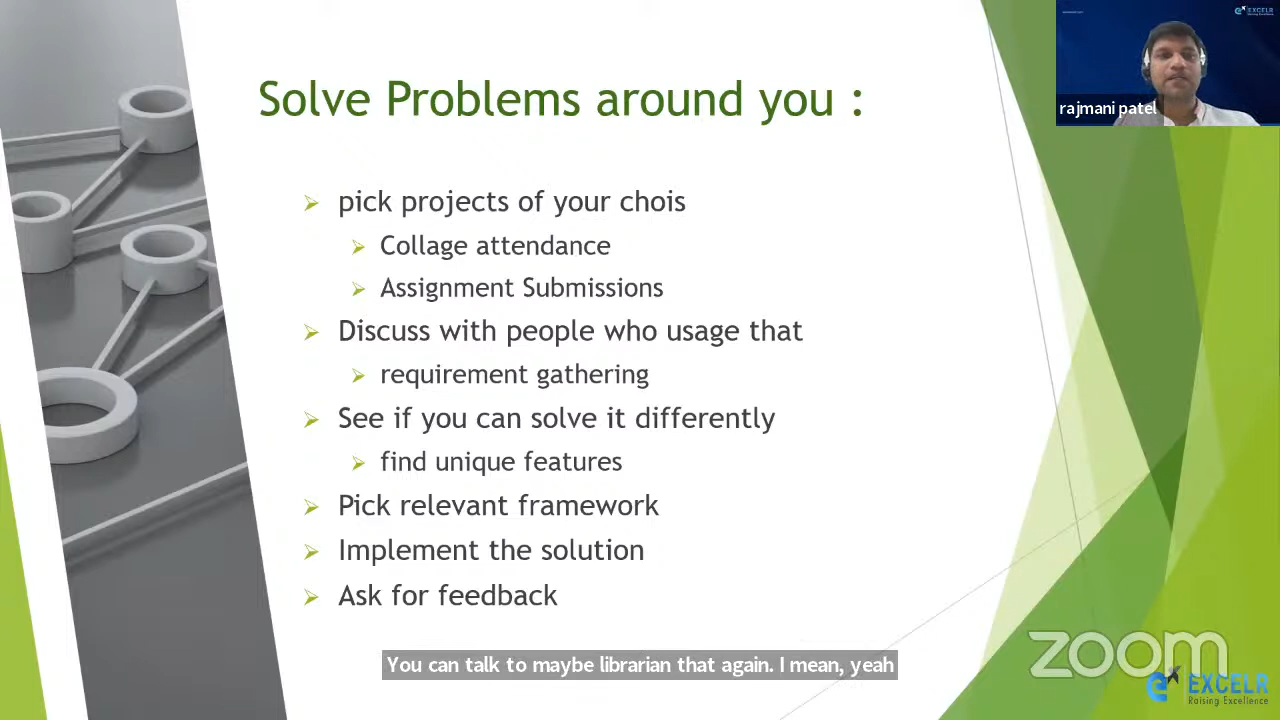 EXCELR
rajmani patel
Solve Problems around you :
pick projects of your chois
Collage attendance
Assignment Submissions
Discuss with people who usage that
requirement gathering
See if you can solve it differently
find unique features
Pick relevant framework
Implement the solution
Ask for feedback
You can talk to maybe librarian that again. I mean, yeah
zoom
EXCELR
Raising Excellence